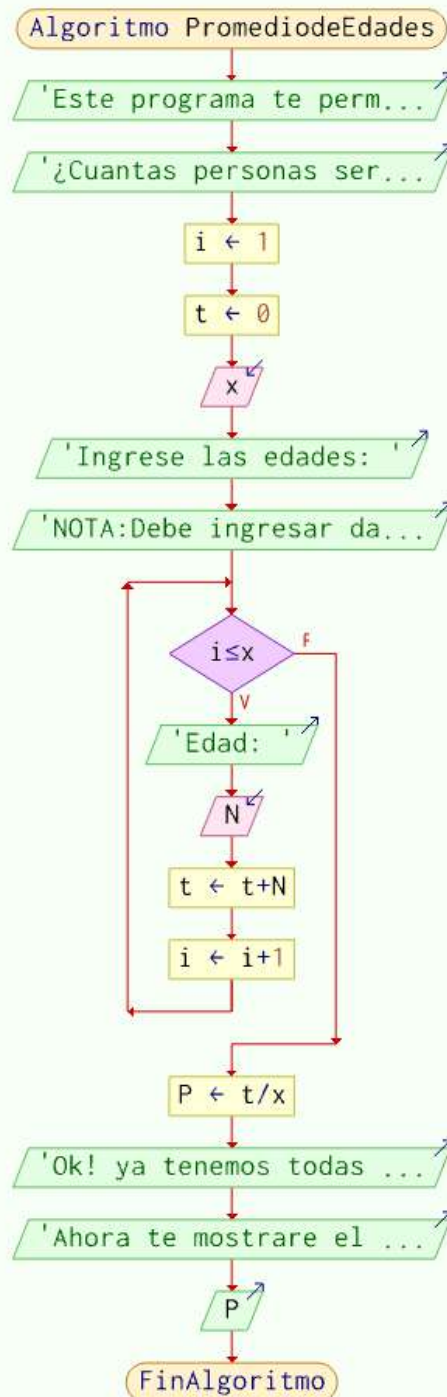 Algoritmo PromediodeEdades
'Este programa te perm...
'¿Cuantas personas ser...
i ← 1
t ← 0
x
'Ingrese las edades: '
'NOTA:Debe ingresar da...
i≤x
F
V
'Edad: '
N
t ← t+N
i ← i+1
P ← t/x
'Ok! ya tenemos todas ...
'Ahora te mostrare el ...
P
FinAlgoritmo